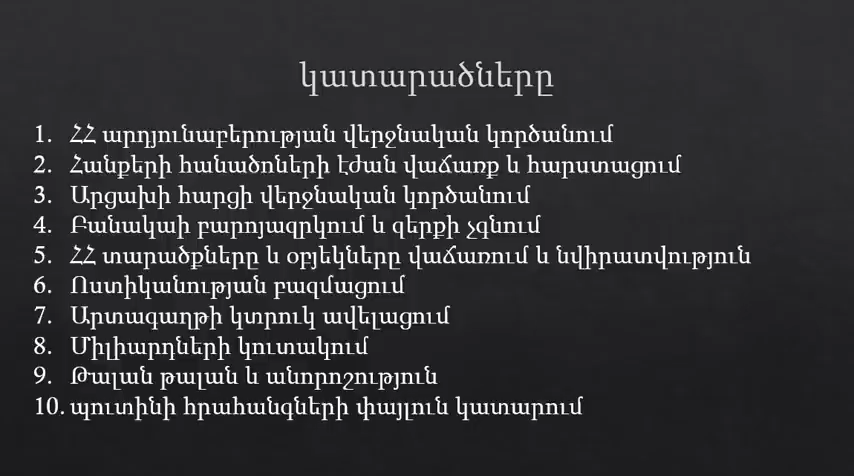 կատարածները
1. ՀՀ արդյունաբերության վերջնական կործանում
2. Հանքերի հանածոների էժան վաճառք և հարստացում
3. Արցախի հարցի վերջնական կործանում
4. Բանակաի բարոյազրկում և զերքի չգնում
5. ՀՀ տարածքները և օբյեկները վաճառում և նվիրատվություն
6. Ոստիկանության բազմացում
7. Արտագաղթի կտրուկ ավելացում
8. Միլիարդների կուտակում
9. Թալան թալան և անորոշություն
10. պուտինի հրահանգների փայլուն կատարում